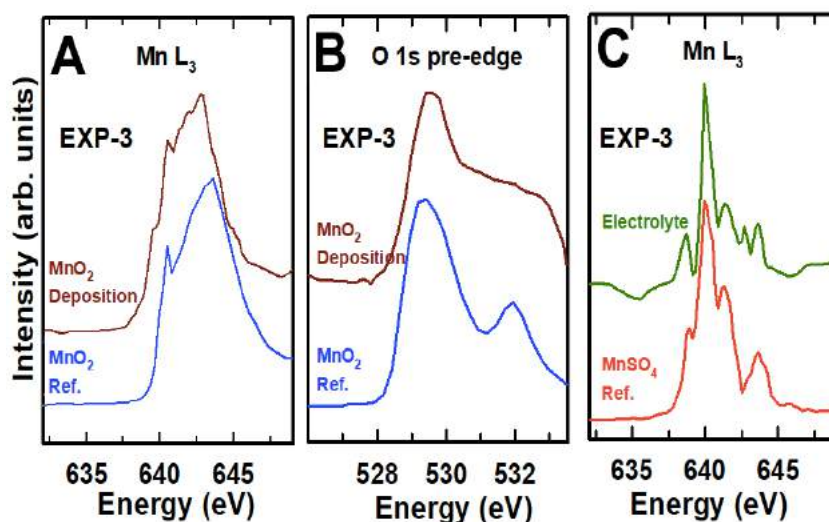 A
Mn L₃
EXP-3
MnO₂
Deposition
MnO₂
Ref.
635
640
645
Energy (eV)
Intensity (arb. units)
B
O 1s pre-edge
EXP-3
MnO₂
Deposition
MnO₂
Ref.
528
530
532
Energy (eV)
C
Mn L₃
EXP-3
Electrolyte
MnSO₄
Ref.
635
640
645
Energy (eV)